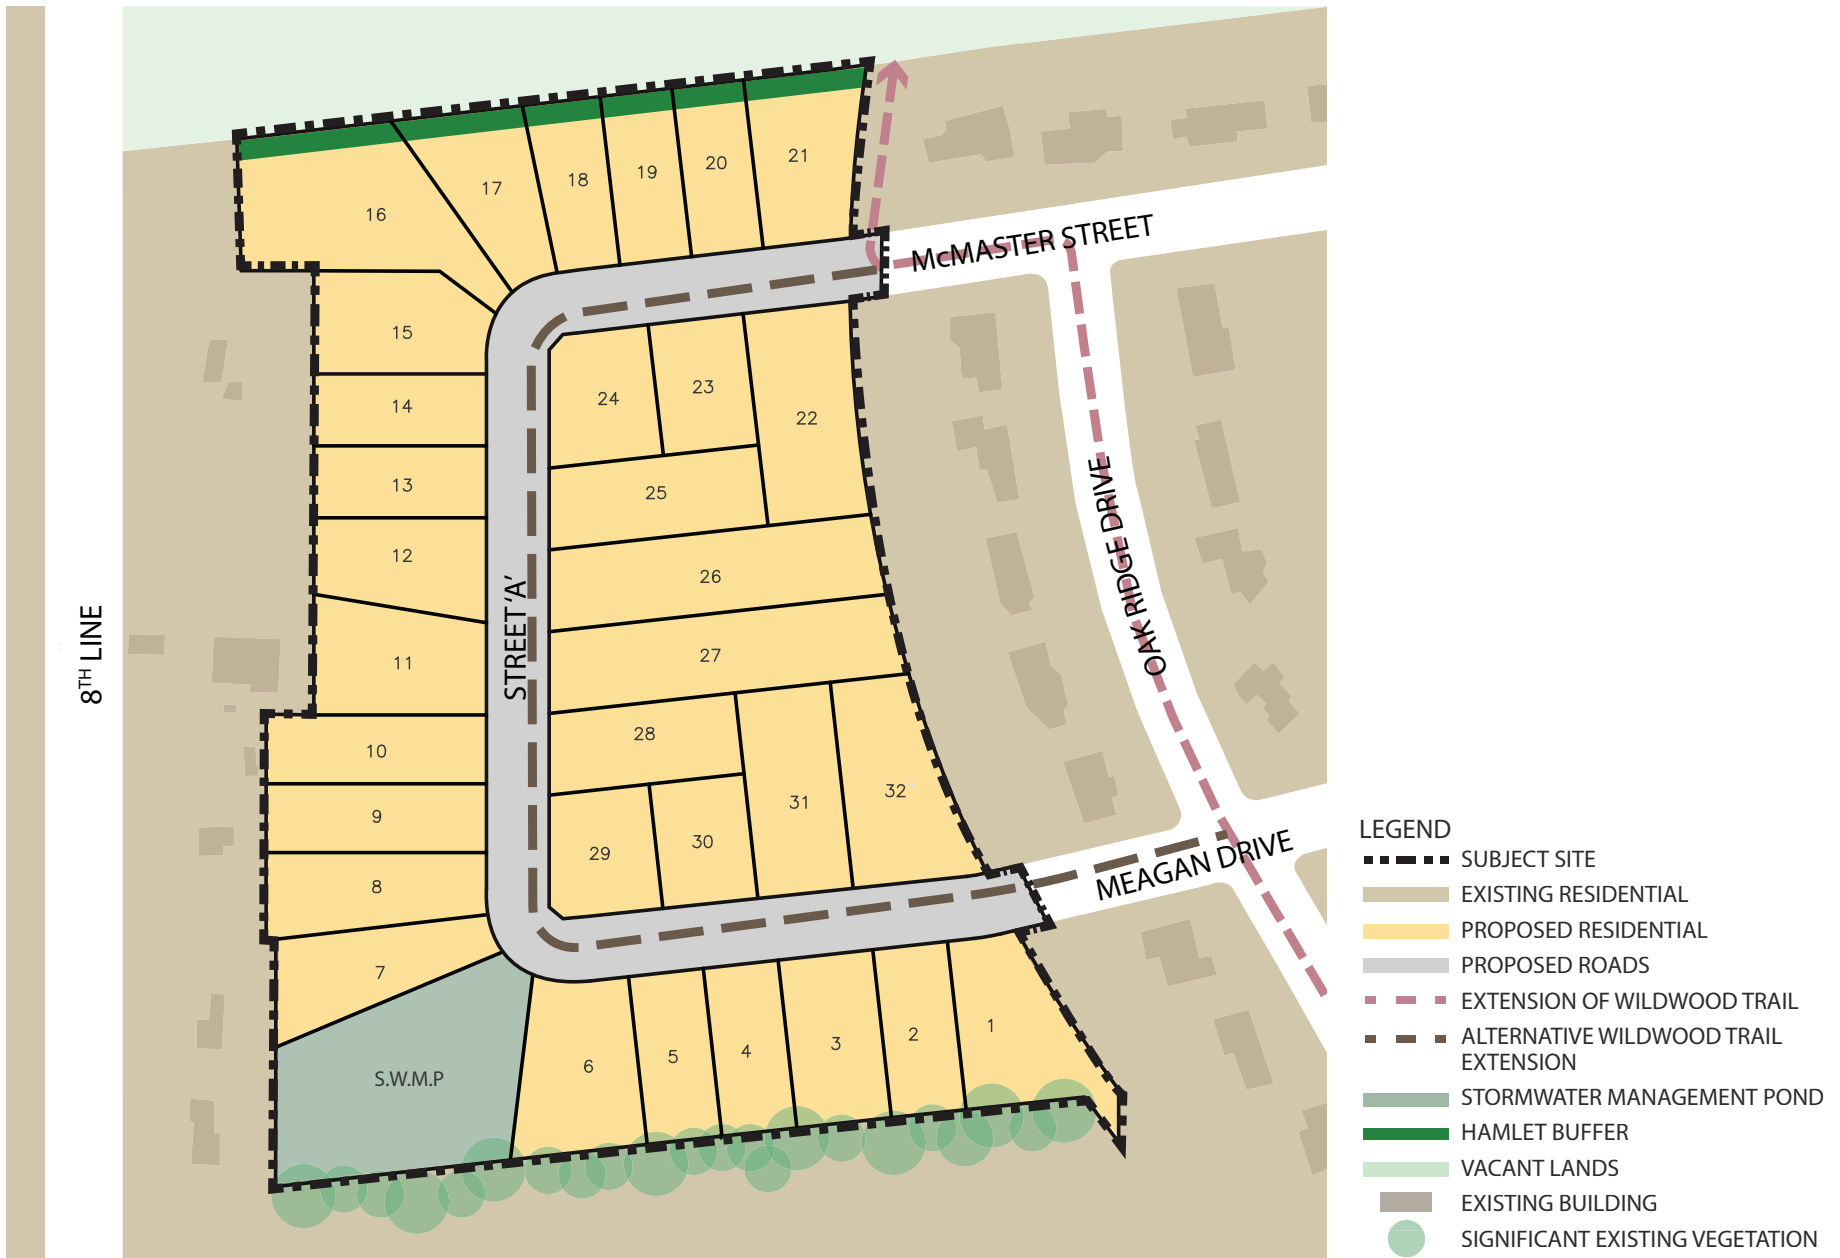 21
20
19
18
17
16
McMASTER STREET
15
23
24
14
22
13
25
12
26
OAK RIDGE DRIVE
8TH LINE
STREET 'A'
27
11
28
10
32
31
9
LEGEND
SUBJECT SITE
30
29
MEAGAN DRIVE
8
EXISTING RESIDENTIAL
PROPOSED RESIDENTIAL
7
PROPOSED ROADS
EXTENSION OF WILDWOOD TRAIL
1
2
3
4
5
6
S.W.M.P
ALTERNATIVE WILDWOOD TRAIL
EXTENSION
STORMWATER MANAGEMENT POND
HAMLET BUFFER
VACANT LANDS
EXISTING BUILDING
SIGNIFICANT EXISTING VEGETATION